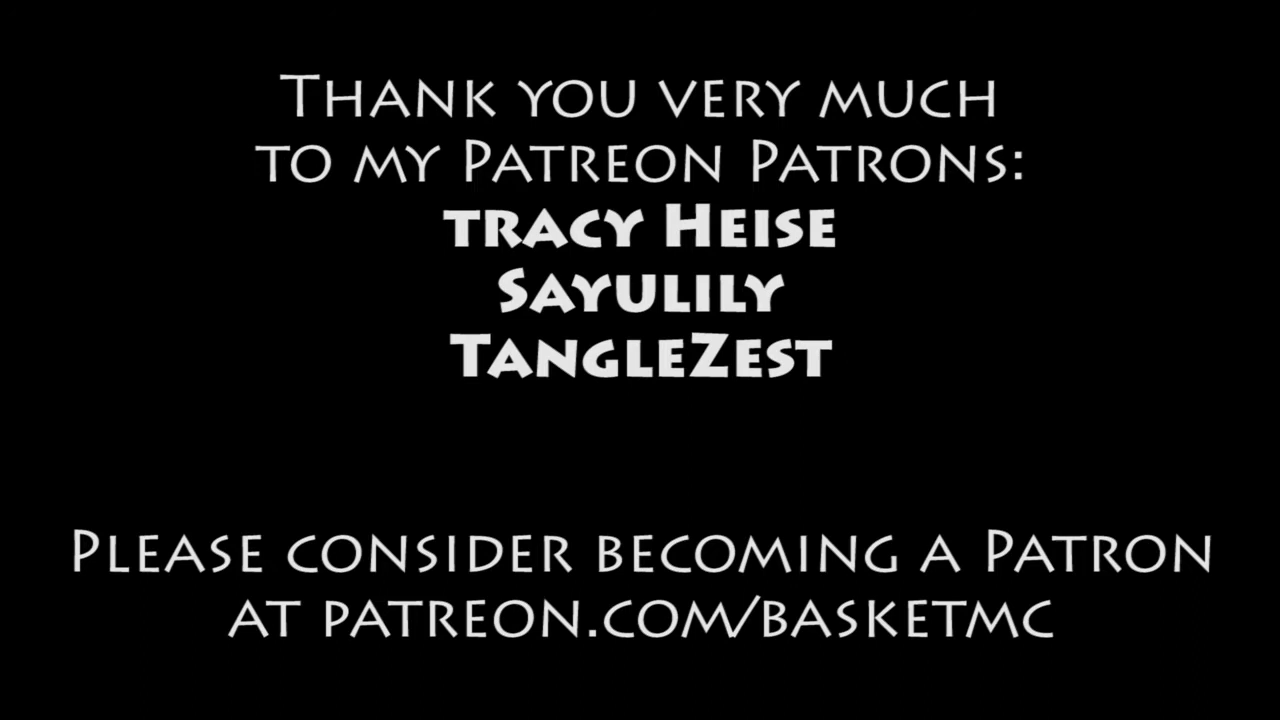 Thank you very much
to my Patreon Patrons:
tracy Heise
Sayulily
TangleZest
Please consider becoming a Patron
at patreon.com/basketmc